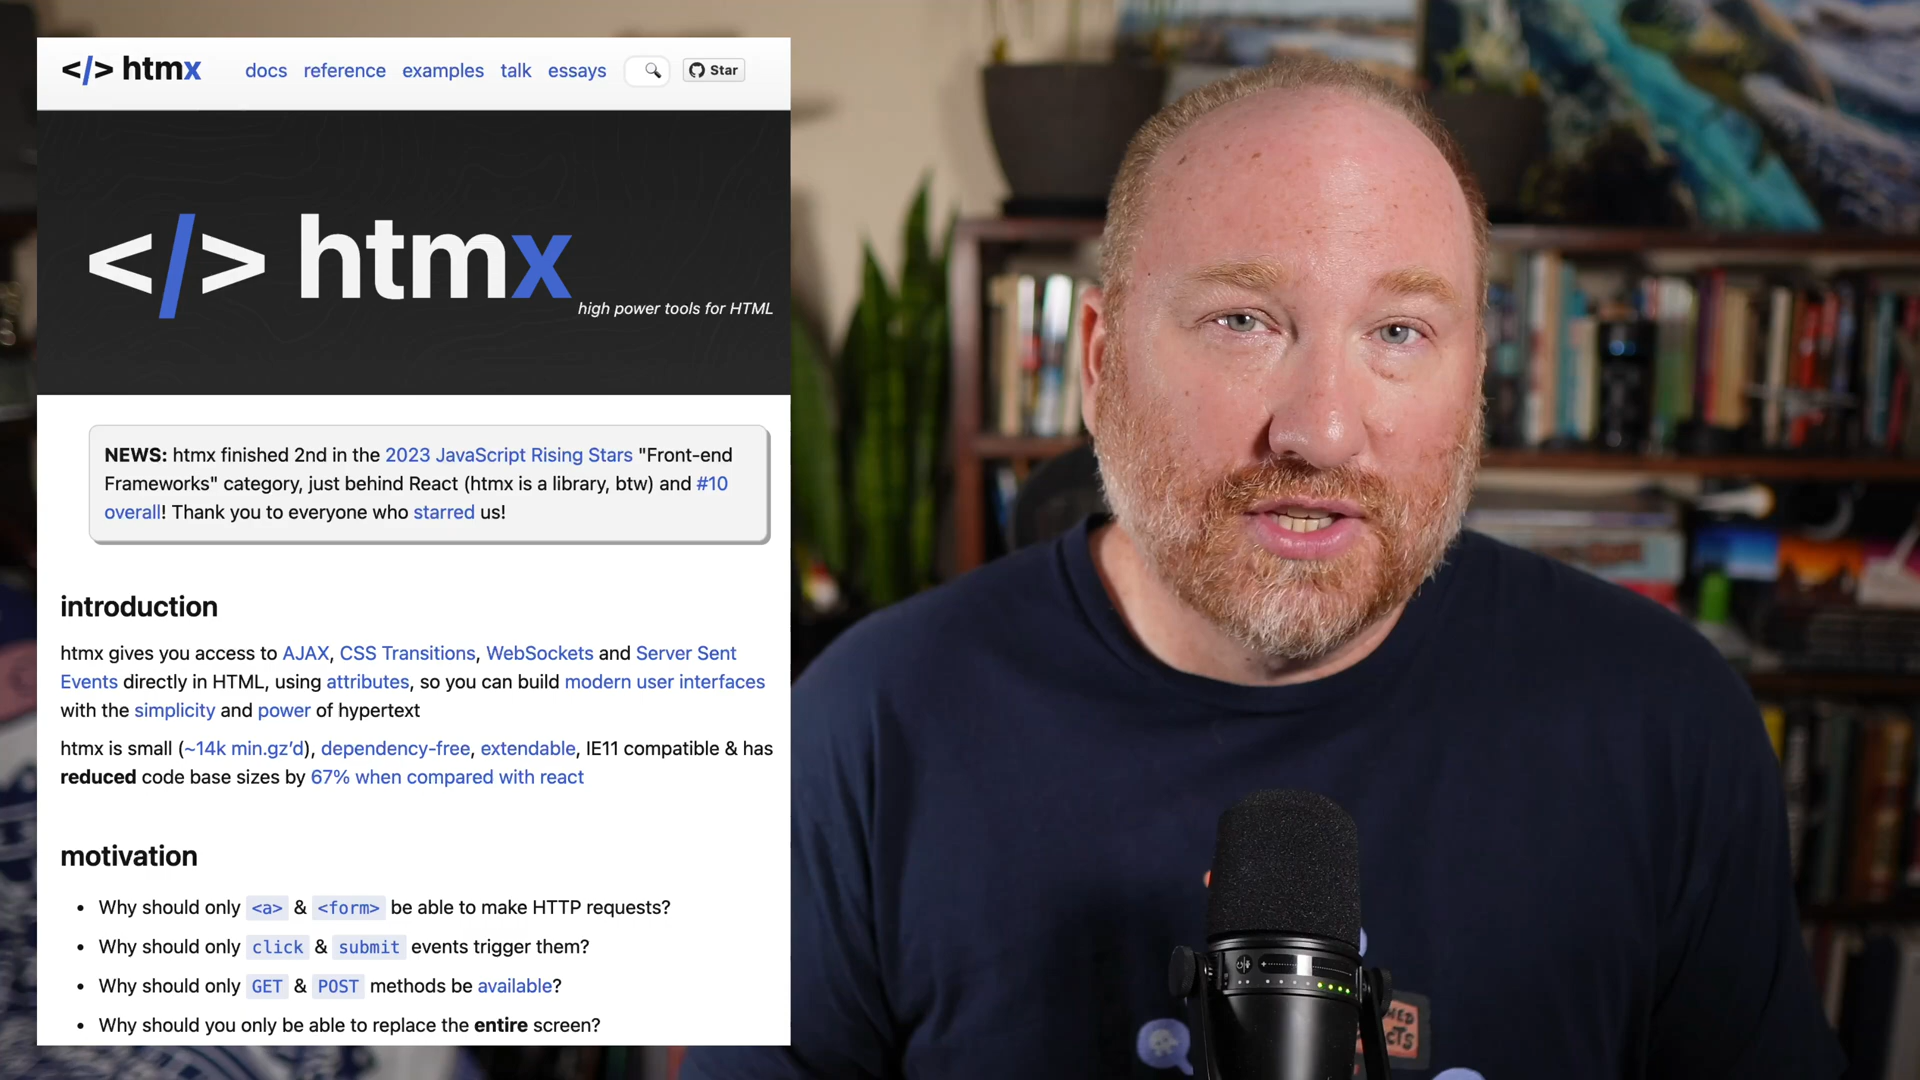 </> htmx docs reference examples talk essays Star
</> htmx
high power tools for HTML
NEWS: htmx finished 2nd in the 2023 JavaScript Rising Stars "Front-end
Frameworks" category, just behind React (htmx is a library, btw) and #10
overall! Thank you to everyone who starred us!
introduction
htmx gives you access to AJAX, CSS Transitions, WebSockets and Server Sent
Events directly in HTML, using attributes, so you can build modern user interfaces
with the simplicity and power of hypertext
htmx is small (~14k min.gz’d), dependency-free, extendable, IE11 compatible & has
reduced code base sizes by 67% when compared with react
motivation
• Why should only <a> & <form> be able to make HTTP requests?
• Why should only click & submit events trigger them?
• Why should only GET & POST methods be available?
• Why should you only be able to replace the entire screen?